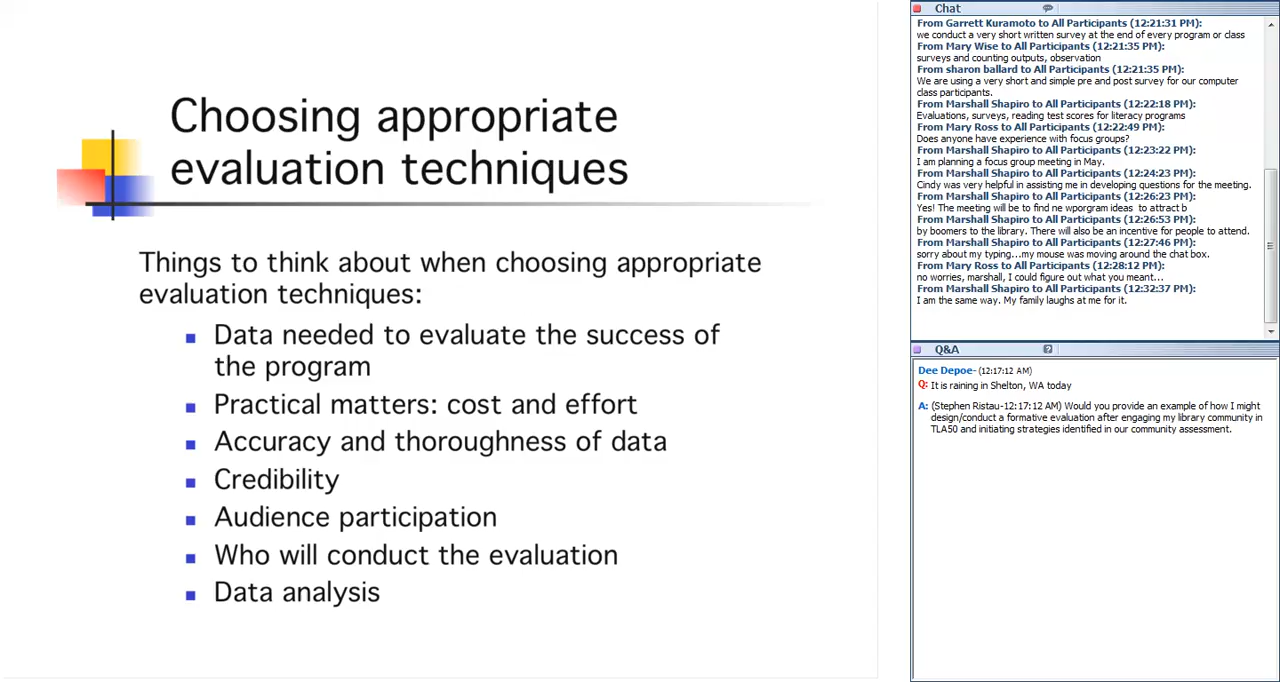 Choosing appropriate
evaluation techniques
Things to think about when choosing appropriate
evaluation techniques:
Data needed to evaluate the success of
the program
Practical matters: cost and effort
Accuracy and thoroughness of data
Credibility
Audience participation
Who will conduct the evaluation
Data analysis
Chat
From Garrett Kuramoto to All Participants (12:21:31 PM):
we conduct a very short written survey at the end of every program or class
From Mary Wise to All Participants (12:21:35 PM):
surveys and counting outputs, observation
From sharon ballard to All Participants (12:21:35 PM):
We are using a very short and simple pre and post survey for our computer
class participants.
From Marshall Shapiro to All Participants (12:22:18 PM):
Evaluations, surveys, reading test scores for literacy programs
From Mary Ross to All Participants (12:22:49 PM):
Does anyone have experience with focus groups?
From Marshall Shapiro to All Participants (12:23:22 PM):
I am planning a focus group meeting in May.
From Marshall Shapiro to All Participants (12:24:23 PM):
Cindy was very helpful in assisting me in developing questions for the meeting.
From Marshall Shapiro to All Participants (12:26:23 PM):
Yes! The meeting will be to find ne wporgram ideas to attract b
From Marshall Shapiro to All Participants (12:26:53 PM):
by boomers to the library. There will also be an incentive for people to attend.
From Marshall Shapiro to All Participants (12:27:46 PM):
sorry about my typing...my mouse was moving around the chat box.
From Mary Ross to All Participants (12:28:12 PM):
no worries, marshall, I could figure out what you meant...
From Marshall Shapiro to All Participants (12:32:37 PM):
I am the same way. My family laughs at me for it.
Q&A
Dee Depoe- (12:17:12 AM)
Q: It is raining in Shelton, WA today
A: (Stephen Ristau-12:17:12 AM) Would you provide an example of how I might
design/conduct a formative evaluation after engaging my library community in
TLA50 and initiating strategies identified in our community assessment.